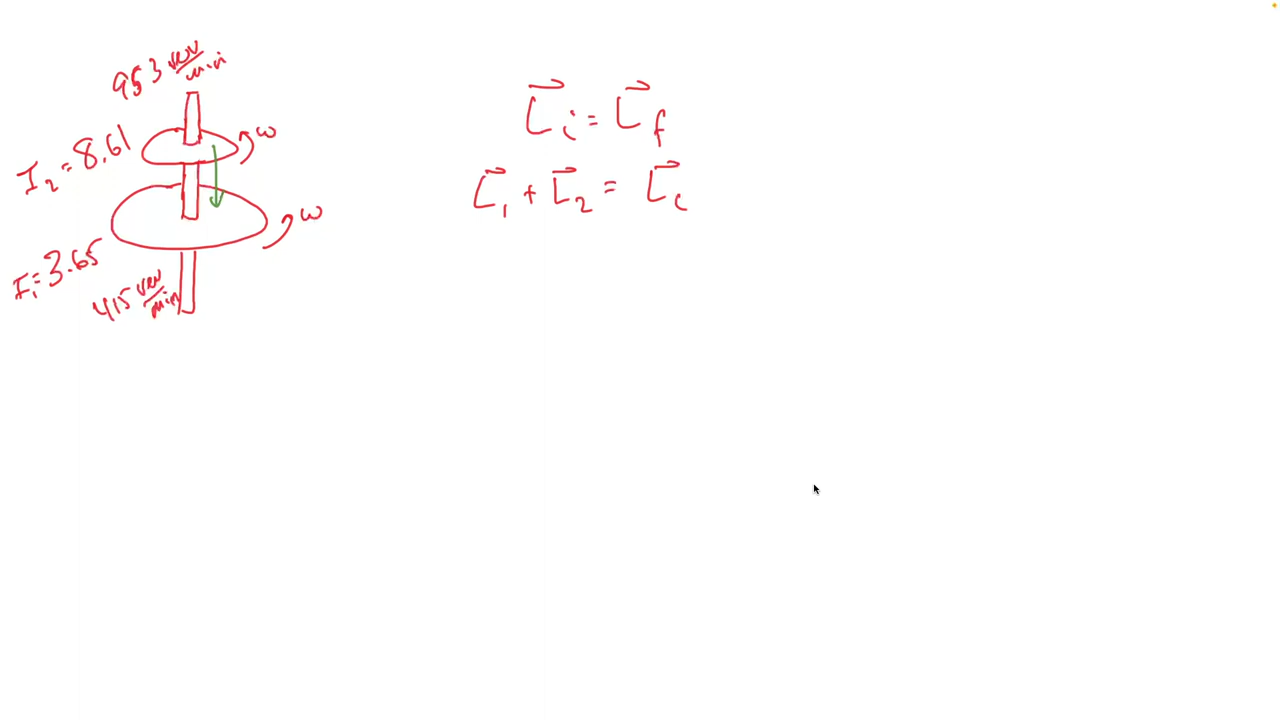 953 rev/min
I₂ = 8.61
ω
ω
I₁ = 3.65
415 rev/min
L⃗ᵢ = L⃗f
L⃗₁ + L⃗₂ = L⃗c